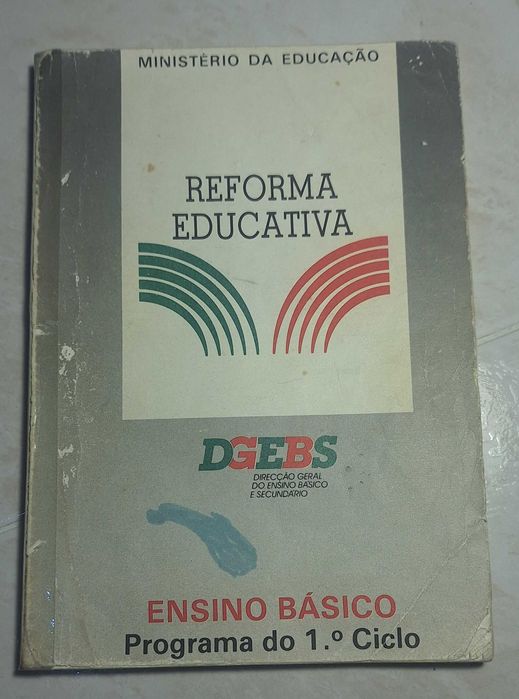 MINISTÉRIO DA EDUCAÇÃO
REFORMA
EDUCATIVA
DGEBS
DIRECÇÃO GERAL
DO ENSINO BÁSICO
E SECUNDÁRIO
ENSINO BÁSICO
Programa do 1.º Ciclo